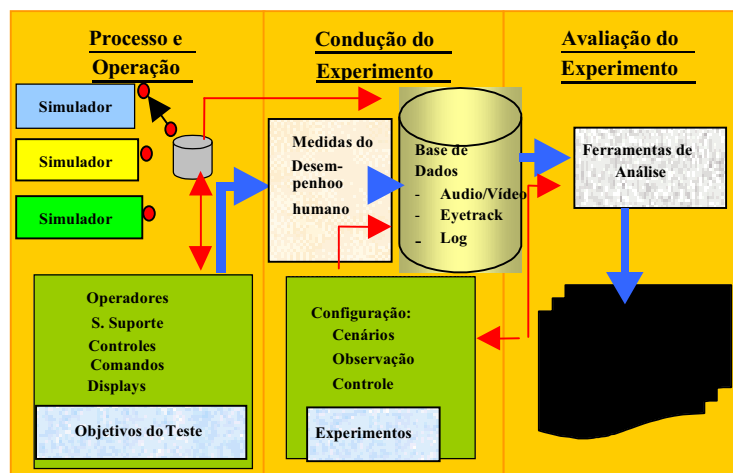 Processo e
Operação
Simulador
Simulador
Simulador
Operadores
S. Suporte
Controles
Comandos
Displays
Objetivos do Teste
Condução do
Experimento
Medidas do
Desem-
penhoo
humano
Base de
Dados
- Audio/Vídeo
- Eyetrack
- Log
Configuração:
Cenários
Observação
Controle
Experimentos
Avaliação do
Experimento
Ferramentas de
Análise